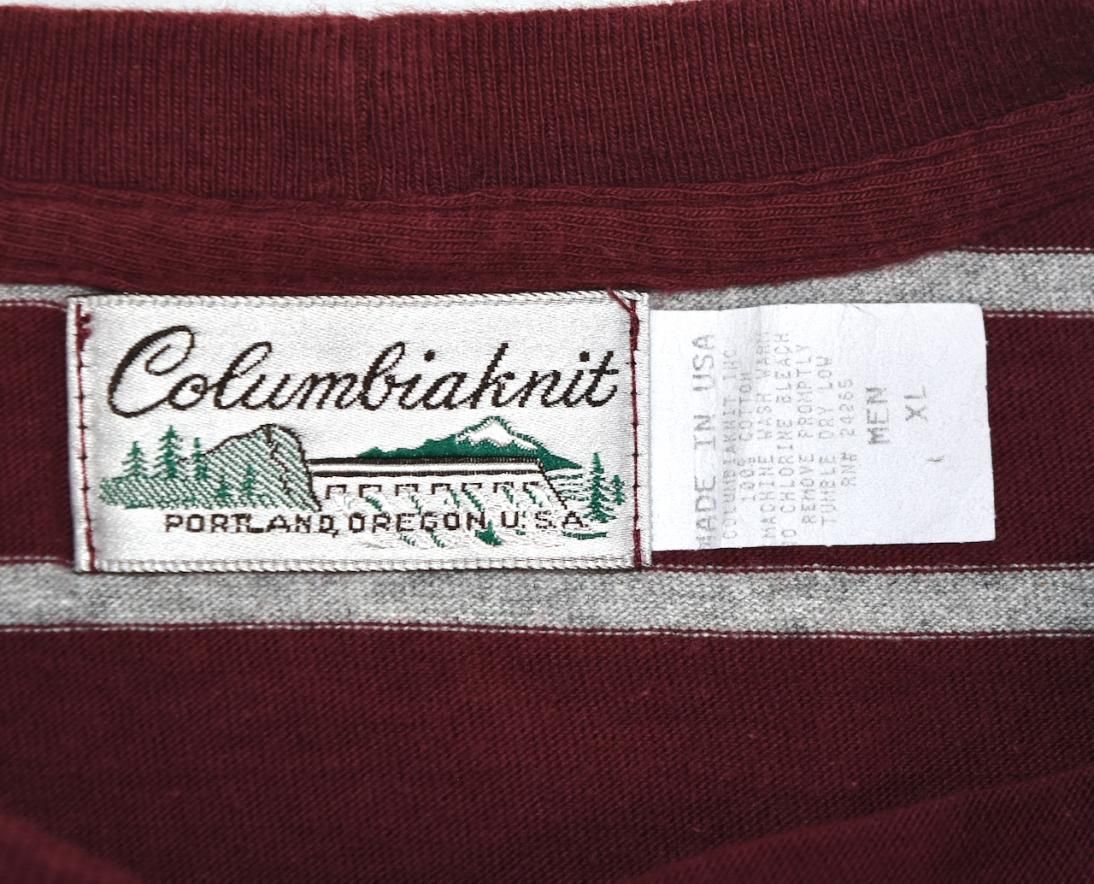 Columbiaknit
PORTLAND, OREGON U.S.A.
MADE IN USA
COLUMBIAKNIT INC
100% COTTON
MACHINE WASH WARM
NO CHLORINE BLEACH
REMOVE PROMPTLY
TUMBLE DRY LOW
RN# 24265
MEN
XL